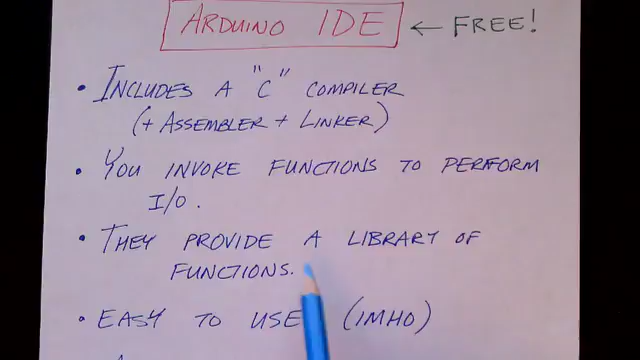 ARDUINO IDE ← FREE!
• INCLUDES A "C" COMPILER
(+ ASSEMBLER + LINKER)
• YOU INVOKE FUNCTIONS TO PERFORM
I/O.
• THEY PROVIDE A LIBRARY OF
FUNCTIONS.
• EASY TO USE (IMHO)